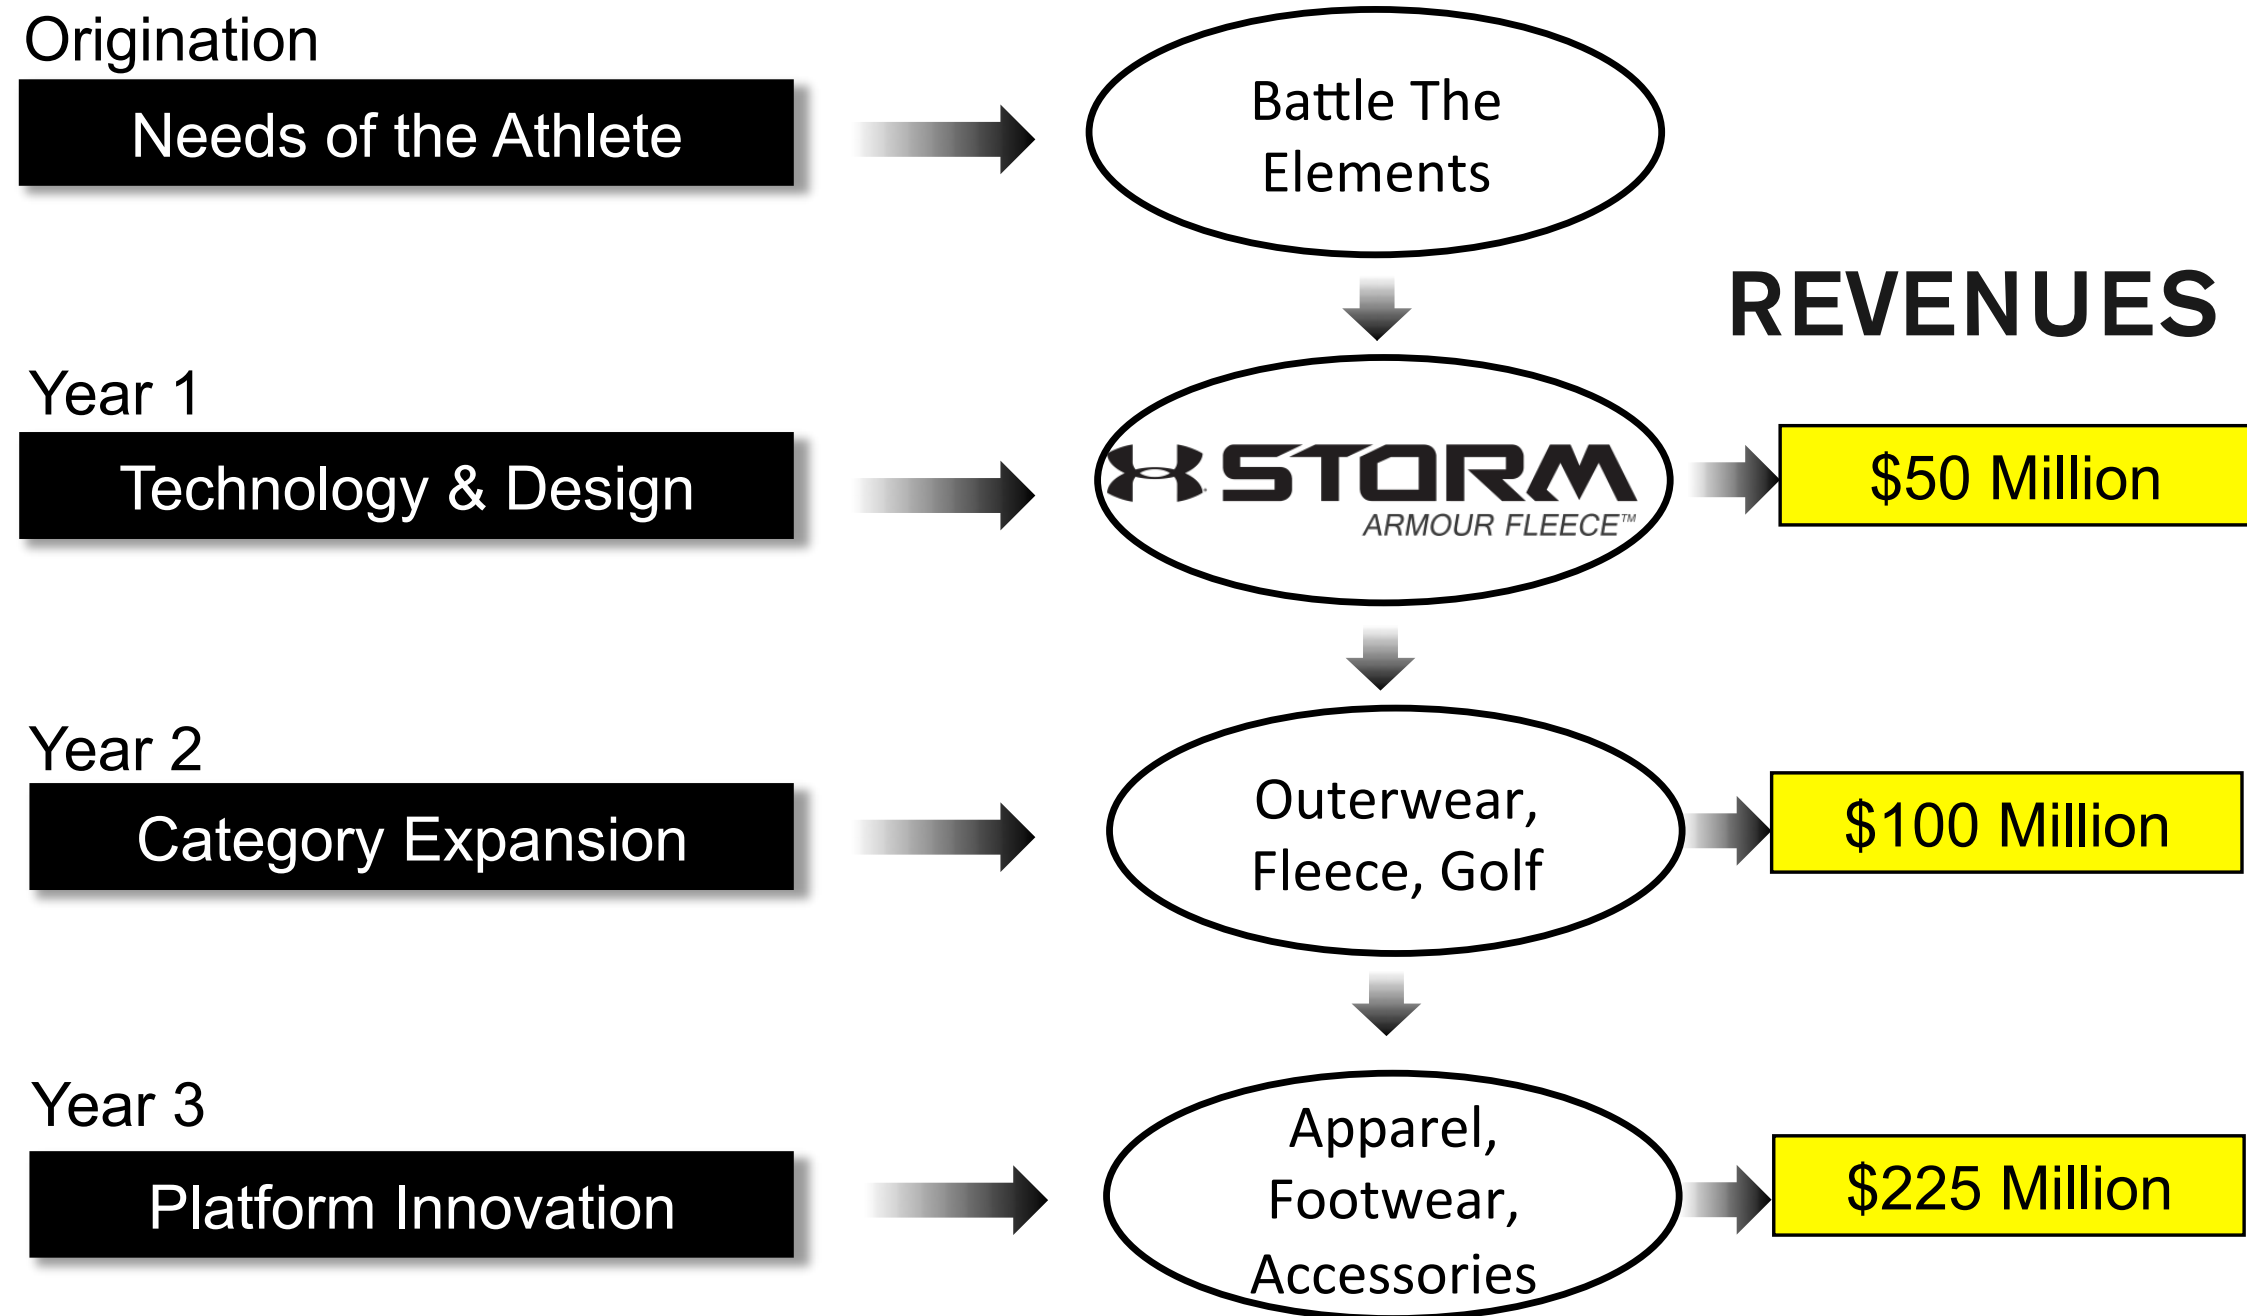 Origination
Needs of the Athlete
Battle The
Elements
REVENUES
Year 1
Technology & Design
STORM
ARMOUR FLEECE™
$50 Million
Year 2
Category Expansion
Outerwear,
Fleece, Golf
$100 Million
Year 3
Platform Innovation
Apparel,
Footwear,
Accessories
$225 Million